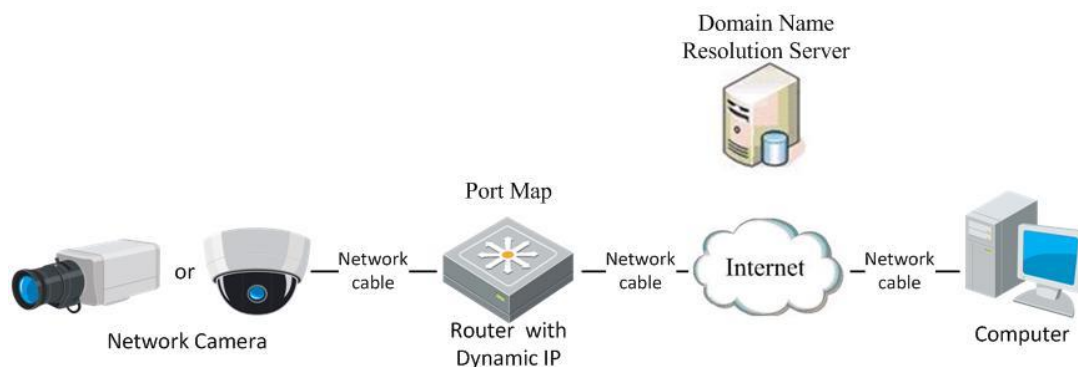 Domain Name
Resolution Server
Port Map
or
Network
cable
Network
cable
Internet
Network
cable
Network Camera
Router with
Dynamic IP
Computer